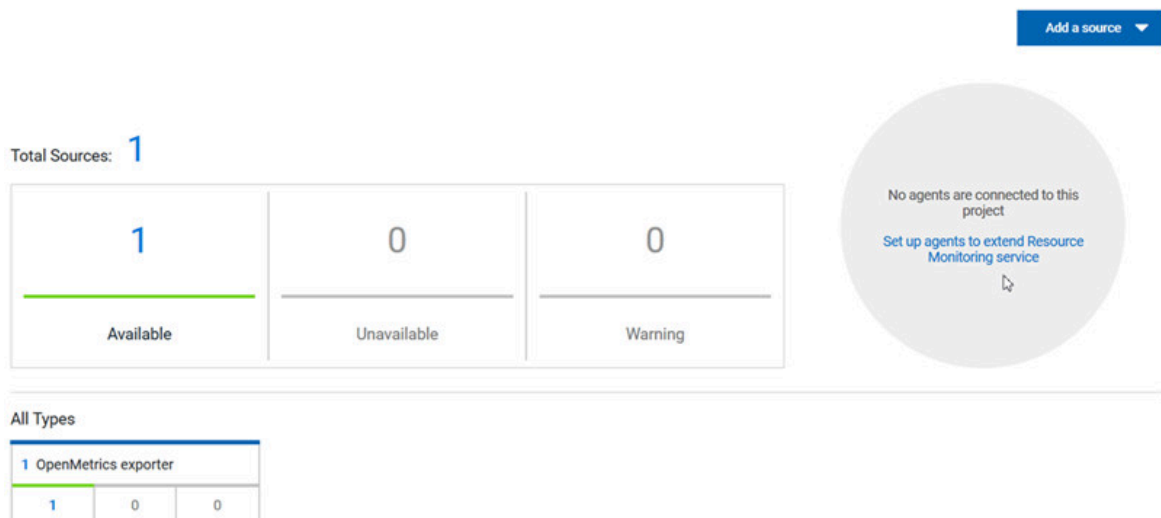 Add a source
Total Sources: 1
No agents are connected to this
project
Set up agents to extend Resource
Monitoring service
1
0
0
Available
Unavailable
Warning
All Types
1 OpenMetrics exporter
1
0
0